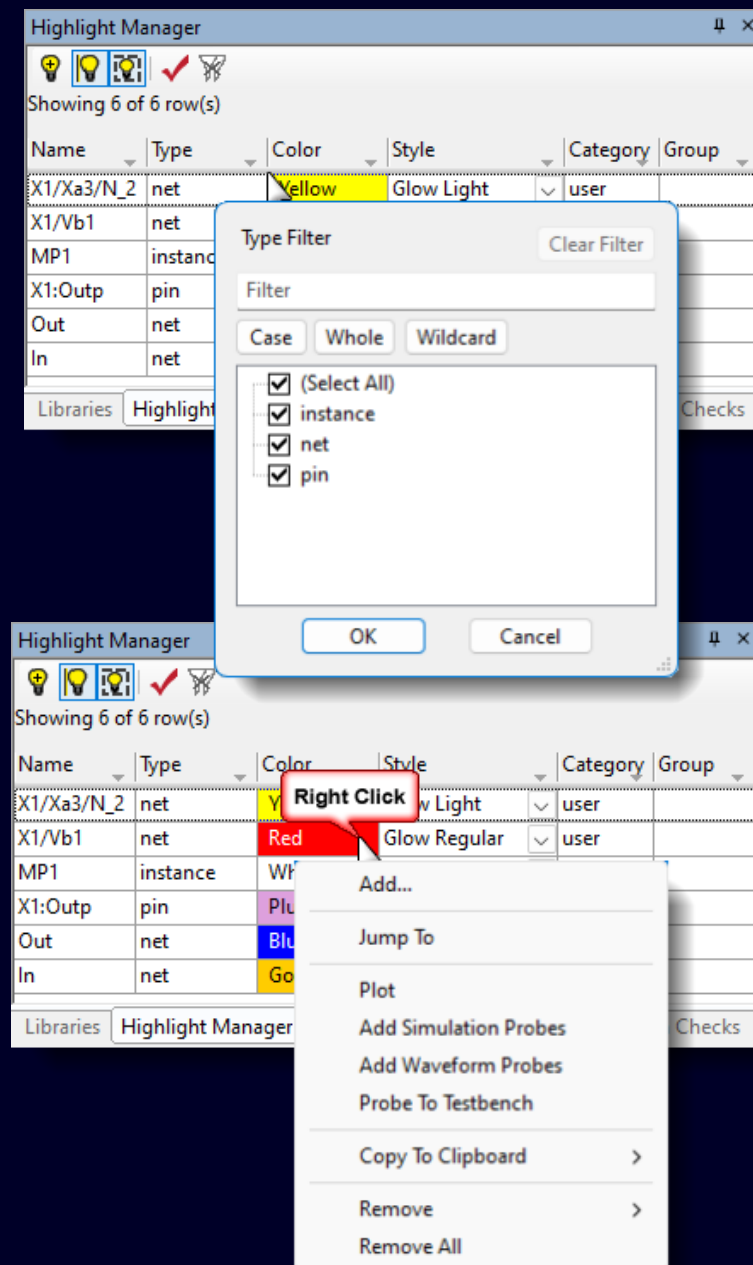 Highlight Manager
Showing 6 of 6 row(s)
Name Type Color Style Category Group
X1/Xa3/N_2 net Yellow Glow Light user
X1/Vb1 net
MP1 instanc
X1:Outp pin
Out net
In net
Libraries Highlight Checks
Type Filter Clear Filter
Filter
Case Whole Wildcard
(Select All)
instance
net
pin
OK Cancel
Highlight Manager
Showing 6 of 6 row(s)
Name Type Color Style Category Group
Right Click
X1/Xa3/N_2 net Y w Light user
X1/Vb1 net Red Glow Regular user
MP1 instance Wh
X1:Outp pin Plu
Out net Blu
In net Go
Libraries Highlight Manager Checks
Add...
Jump To
Plot
Add Simulation Probes
Add Waveform Probes
Probe To Testbench
Copy To Clipboard
Remove
Remove All